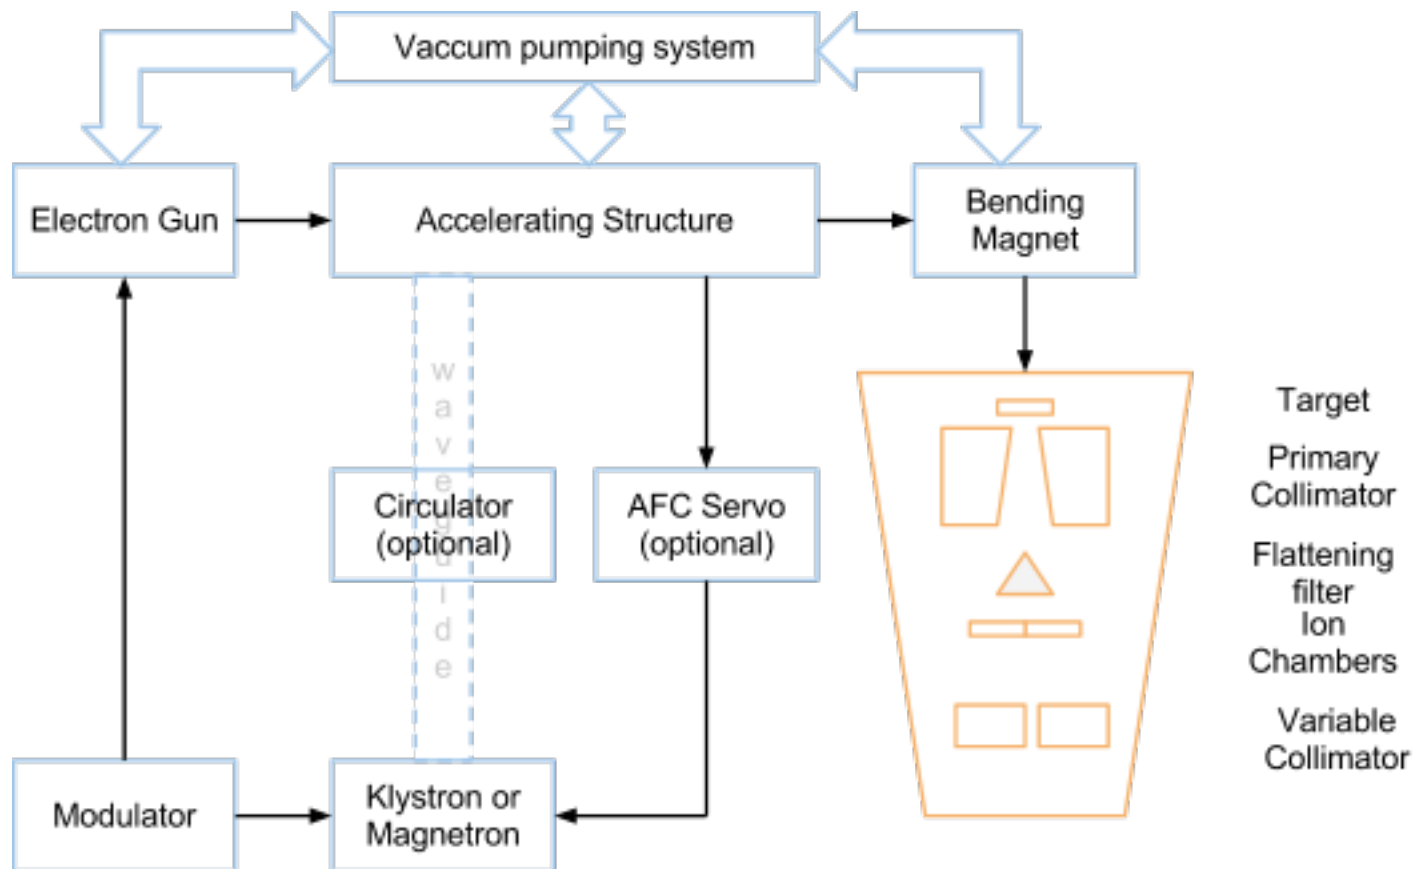 Vaccum pumping system
Electron Gun
Accelerating Structure
Bending
Magnet
waveguide
Circulator
(optional)
AFC Servo
(optional)
Modulator
Klystron or
Magnetron
Target
Primary
Collimator
Flattening
filter
Ion
Chambers
Variable
Collimator